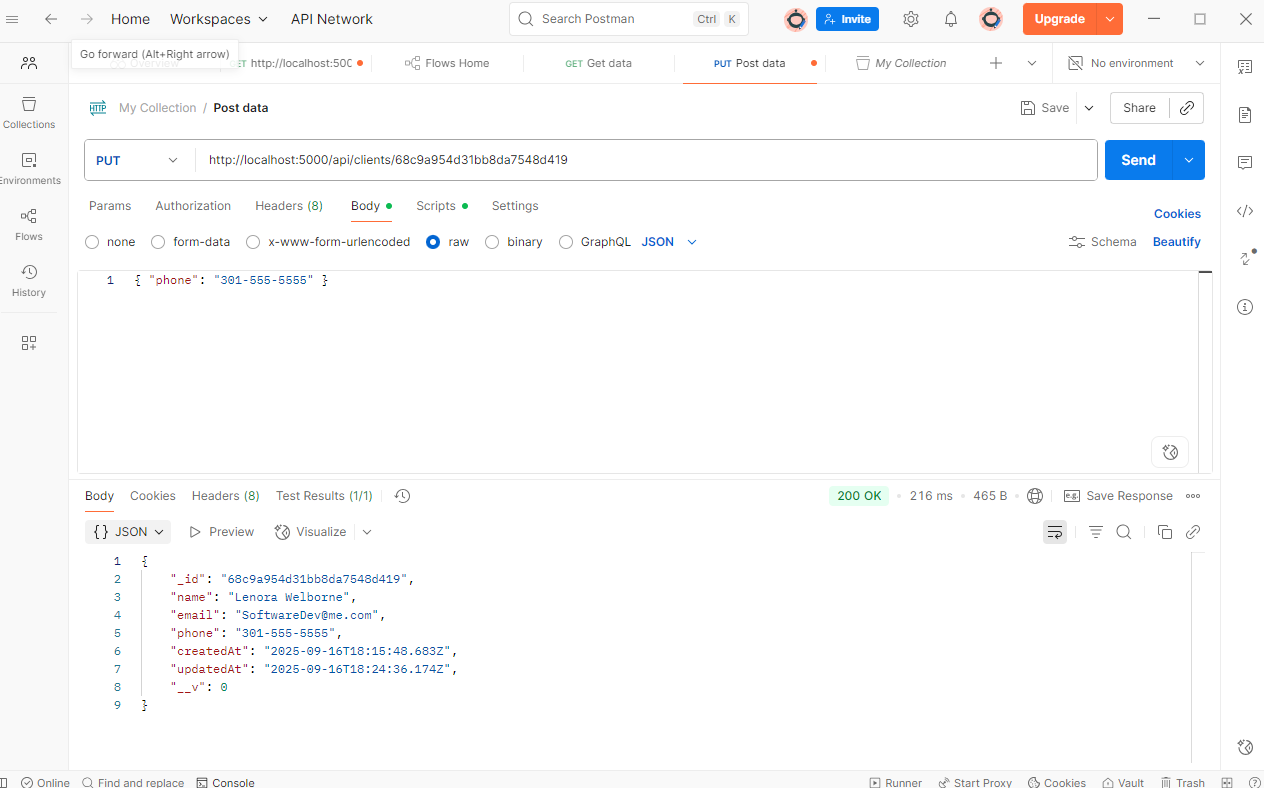 Home Workspaces API Network Search Postman Ctrl K Invite Upgrade
Go forward (Alt+Right arrow)
GET http://localhost:500 Flows Home GET Get data PUT Post data My Collection No environment
HTTP My Collection / Post data Save Share
Collections
PUT http://localhost:5000/api/clients/68c9a954d31bb8da7548d419 Send
Environments
Params Authorization Headers (8) Body Scripts Settings Cookies
Flows
none form-data x-www-form-urlencoded raw binary GraphQL JSON Schema Beautify
History
1 { "phone": "301-555-5555" }
Body Cookies Headers (8) Test Results (1/1) 200 OK 216 ms 465 B e.g. Save Response
{} JSON Preview Visualize
1 {
2 "_id": "68c9a954d31bb8da7548d419",
3 "name": "Lenora Welborne",
4 "email": "SoftwareDev@me.com",
5 "phone": "301-555-5555",
6 "createdAt": "2025-09-16T18:15:48.683Z",
7 "updatedAt": "2025-09-16T18:24:36.174Z",
8 "__v": 0
9 }
Online Find and replace Console Runner Start Proxy Cookies Vault Trash